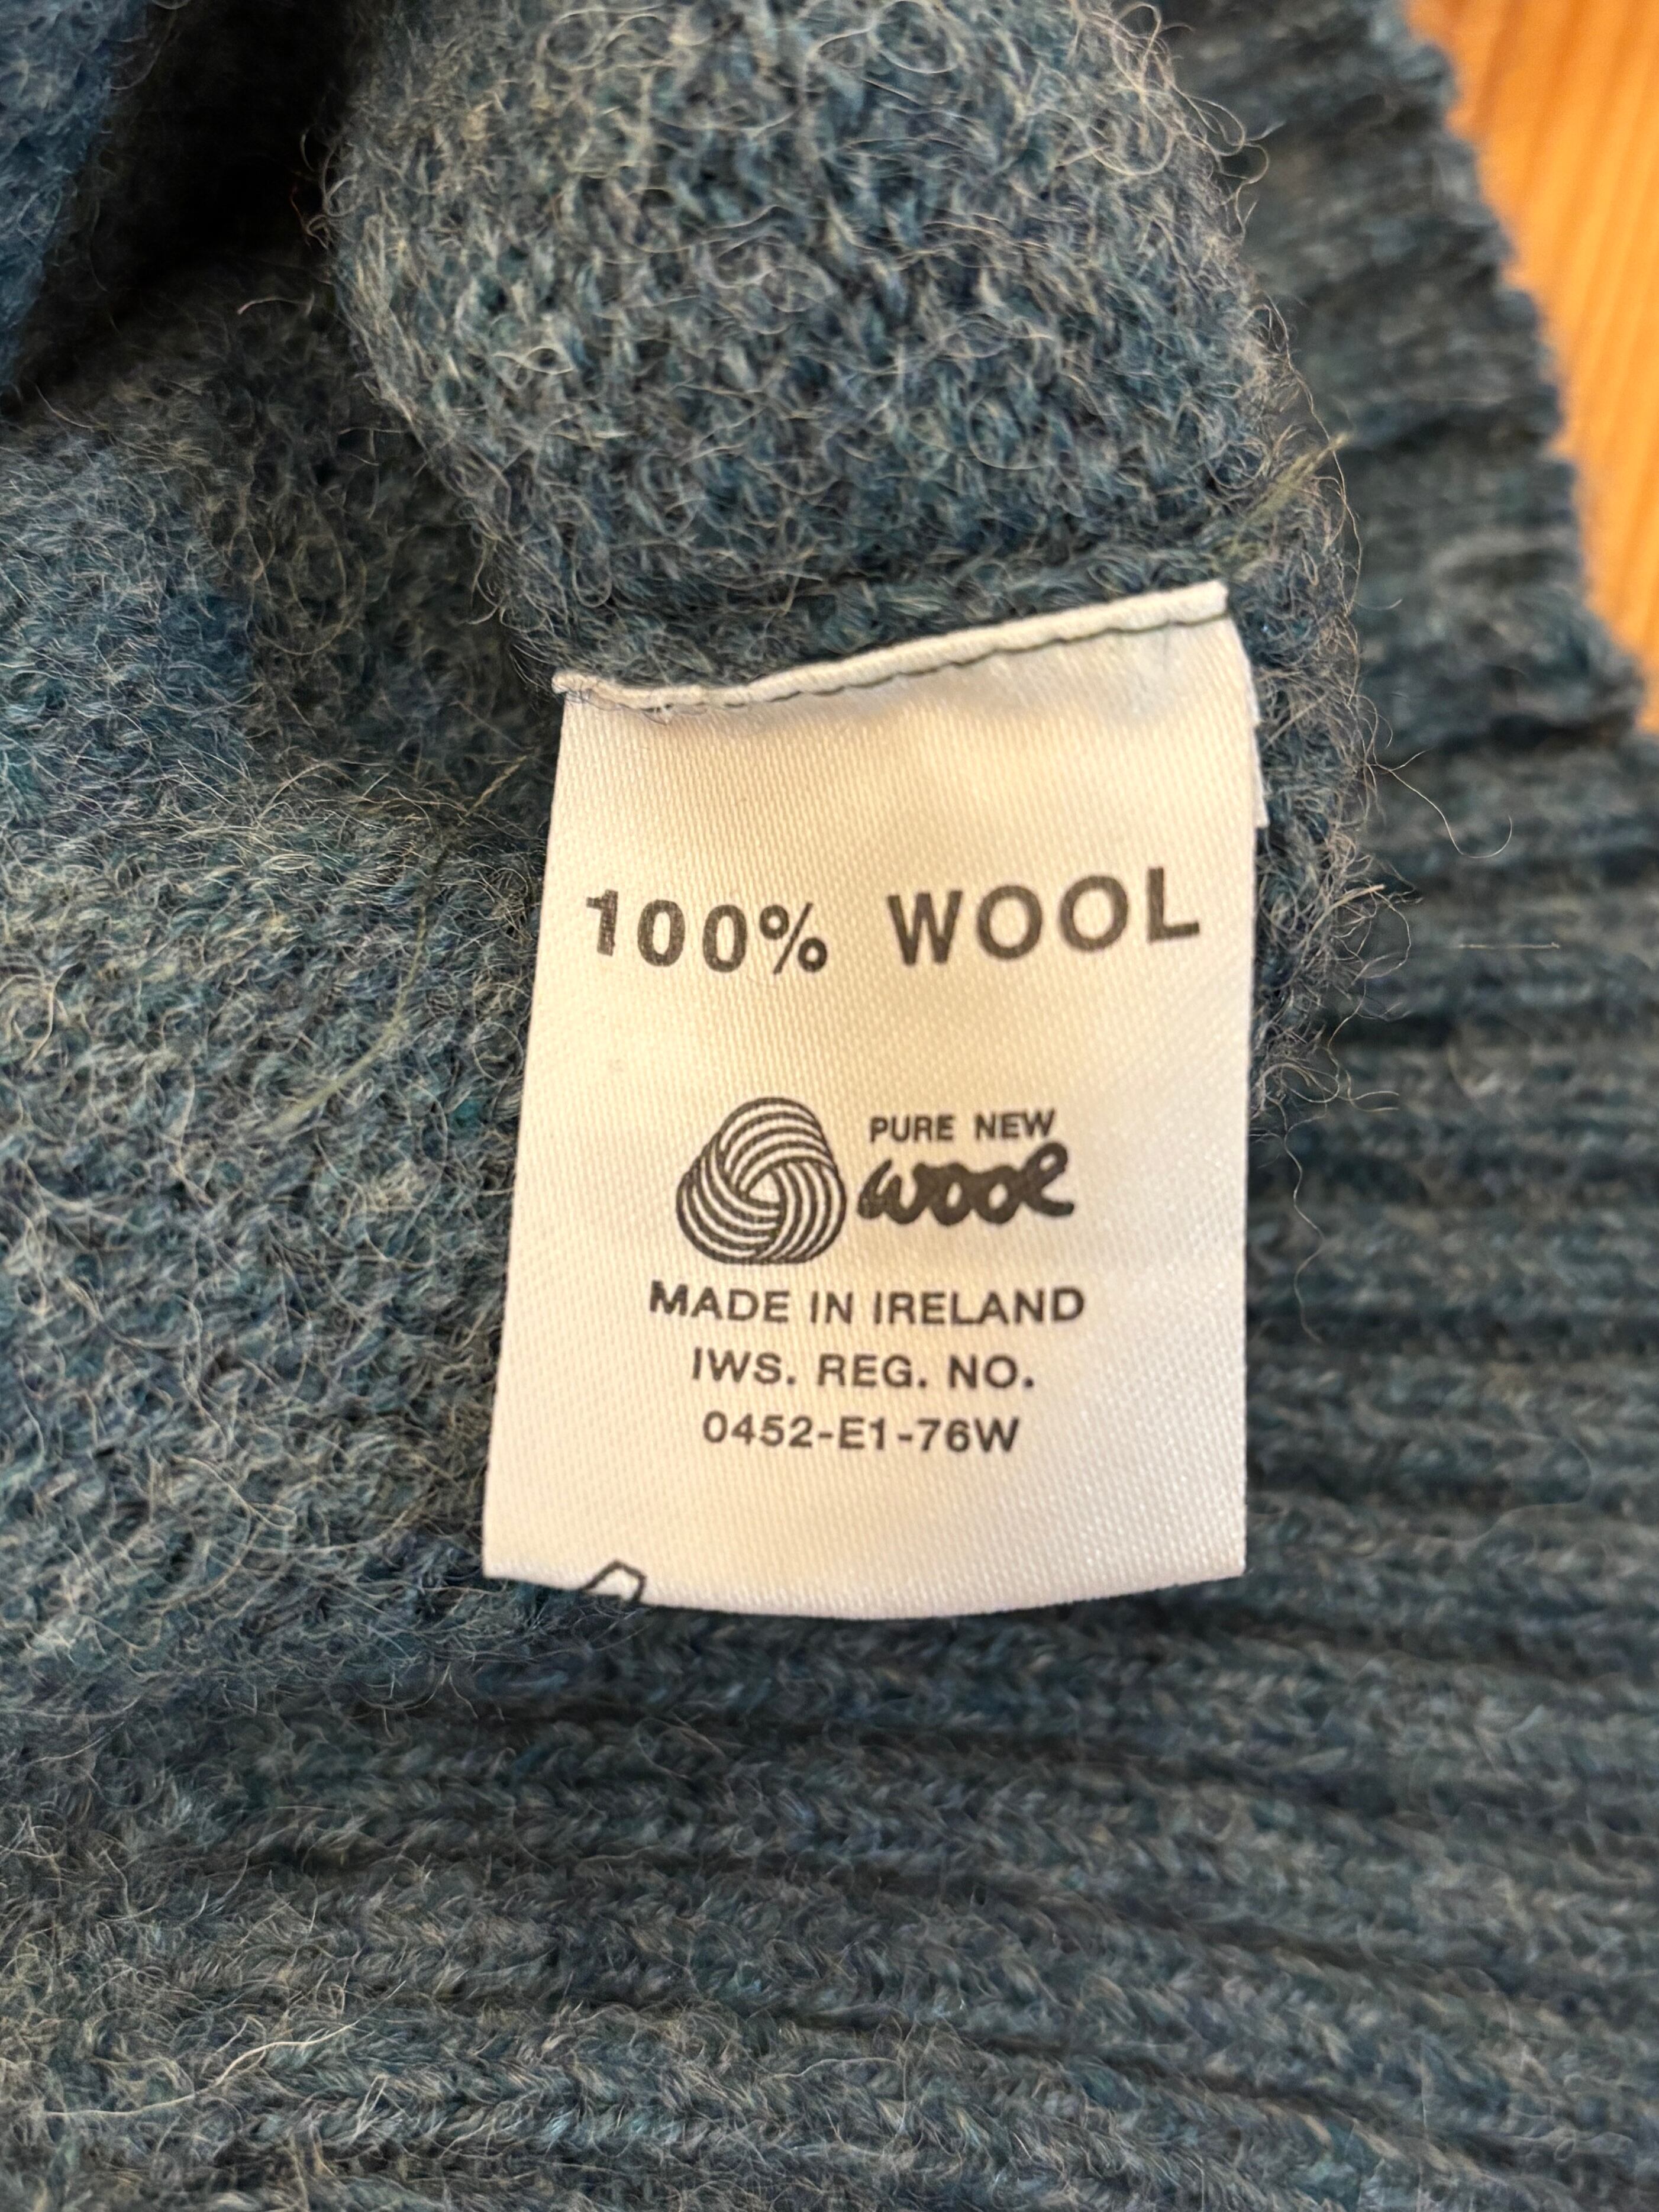 100% WOOL
PURE NEW
wool
MADE IN IRELAND
IWS. REG. NO.
0452-E1-76W